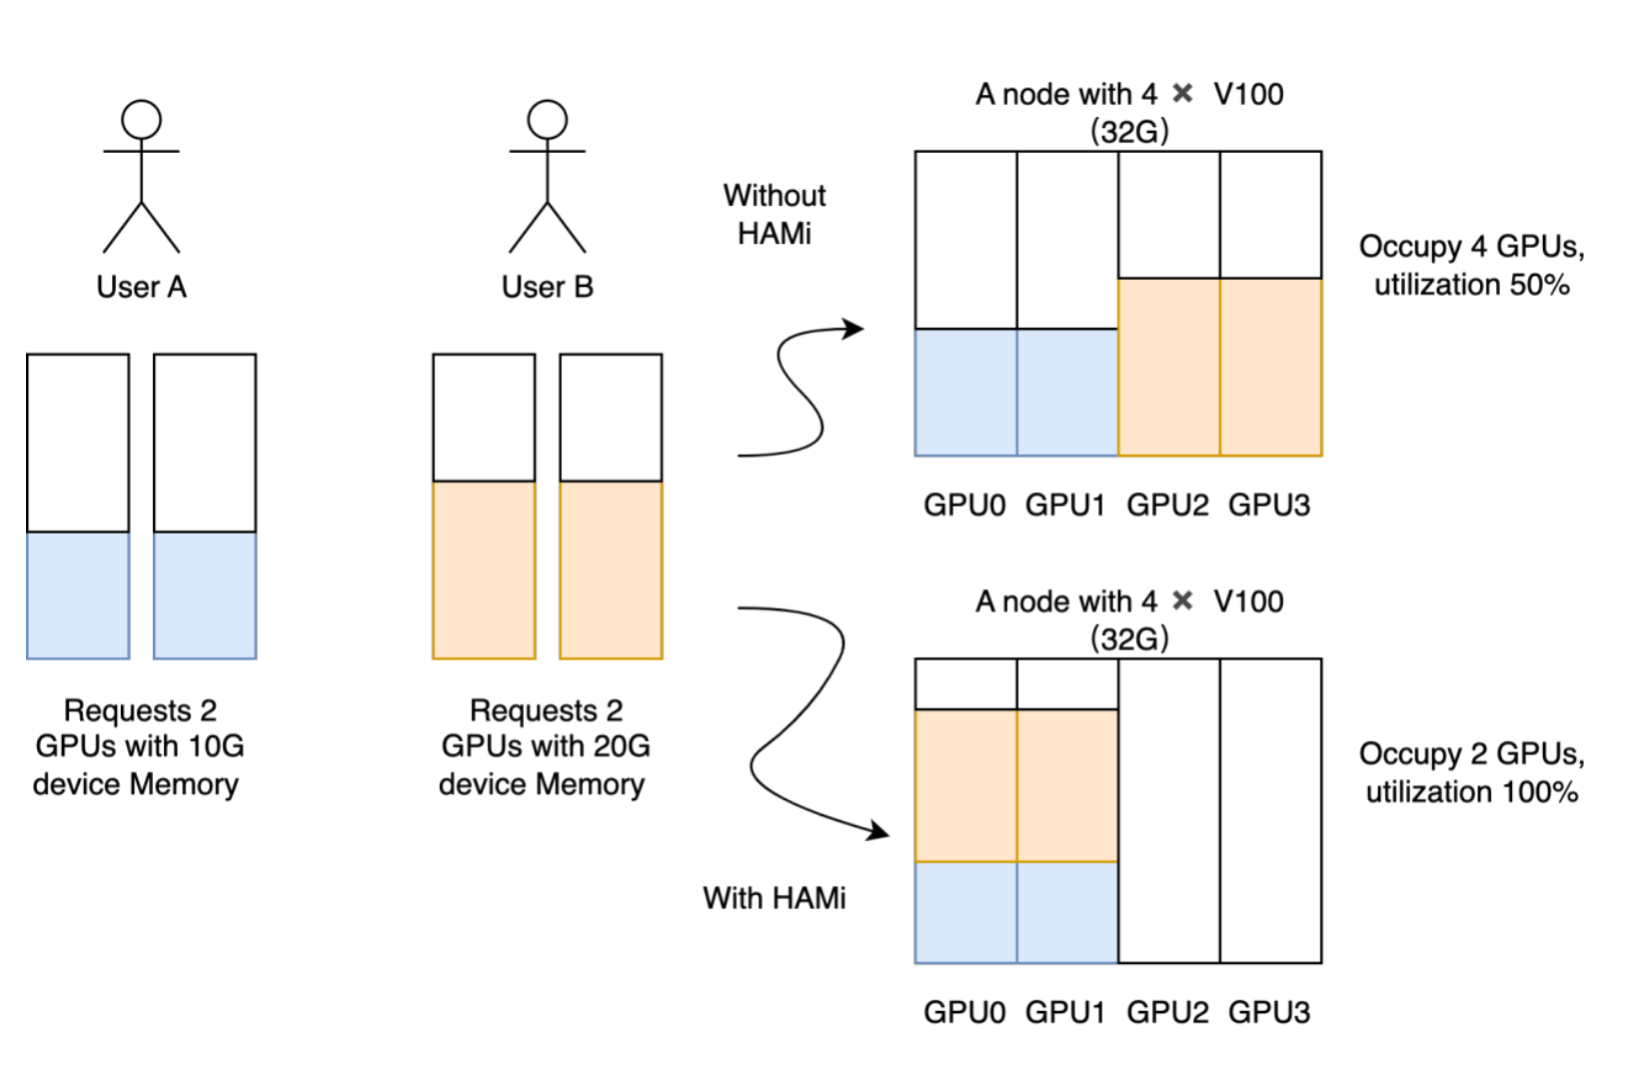 User A
Requests 2
GPUs with 10G
device Memory
User B
Requests 2
GPUs with 20G
device Memory
Without
HAMi
A node with 4 ✖ V100
(32G)
GPU0 GPU1 GPU2 GPU3
Occupy 4 GPUs,
utilization 50%
With HAMi
A node with 4 ✖ V100
(32G)
GPU0 GPU1 GPU2 GPU3
Occupy 2 GPUs,
utilization 100%